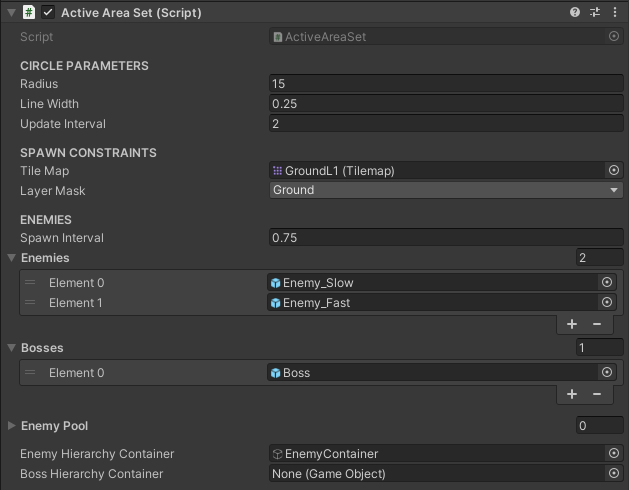 Active Area Set (Script)
Script ActiveAreaSet
CIRCLE PARAMETERS
Radius 15
Line Width 0.25
Update Interval 2
SPAWN CONSTRAINTS
Tile Map GroundL1 (Tilemap)
Layer Mask Ground
ENEMIES
Spawn Interval 0.75
Enemies 2
Element 0 Enemy_Slow
Element 1 Enemy_Fast
Bosses 1
Element 0 Boss
Enemy Pool 0
Enemy Hierarchy Container EnemyContainer
Boss Hierarchy Container None (Game Object)